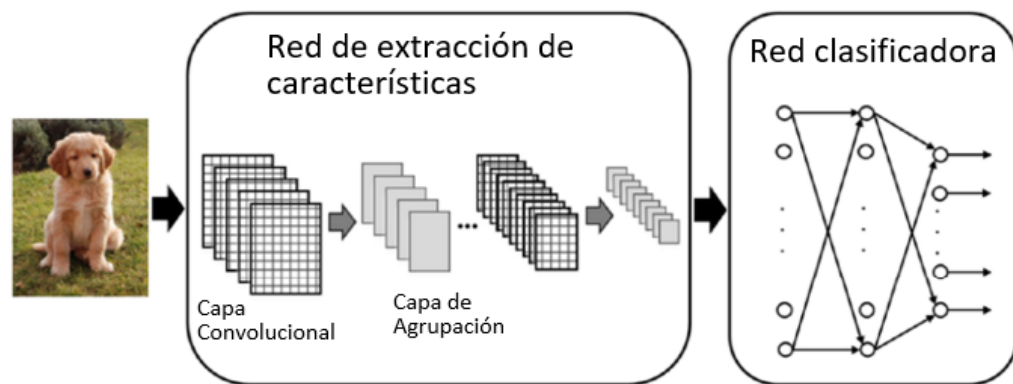 Red de extracción de
características
Red clasificadora
Capa
Convolucional
Capa de
Agrupación